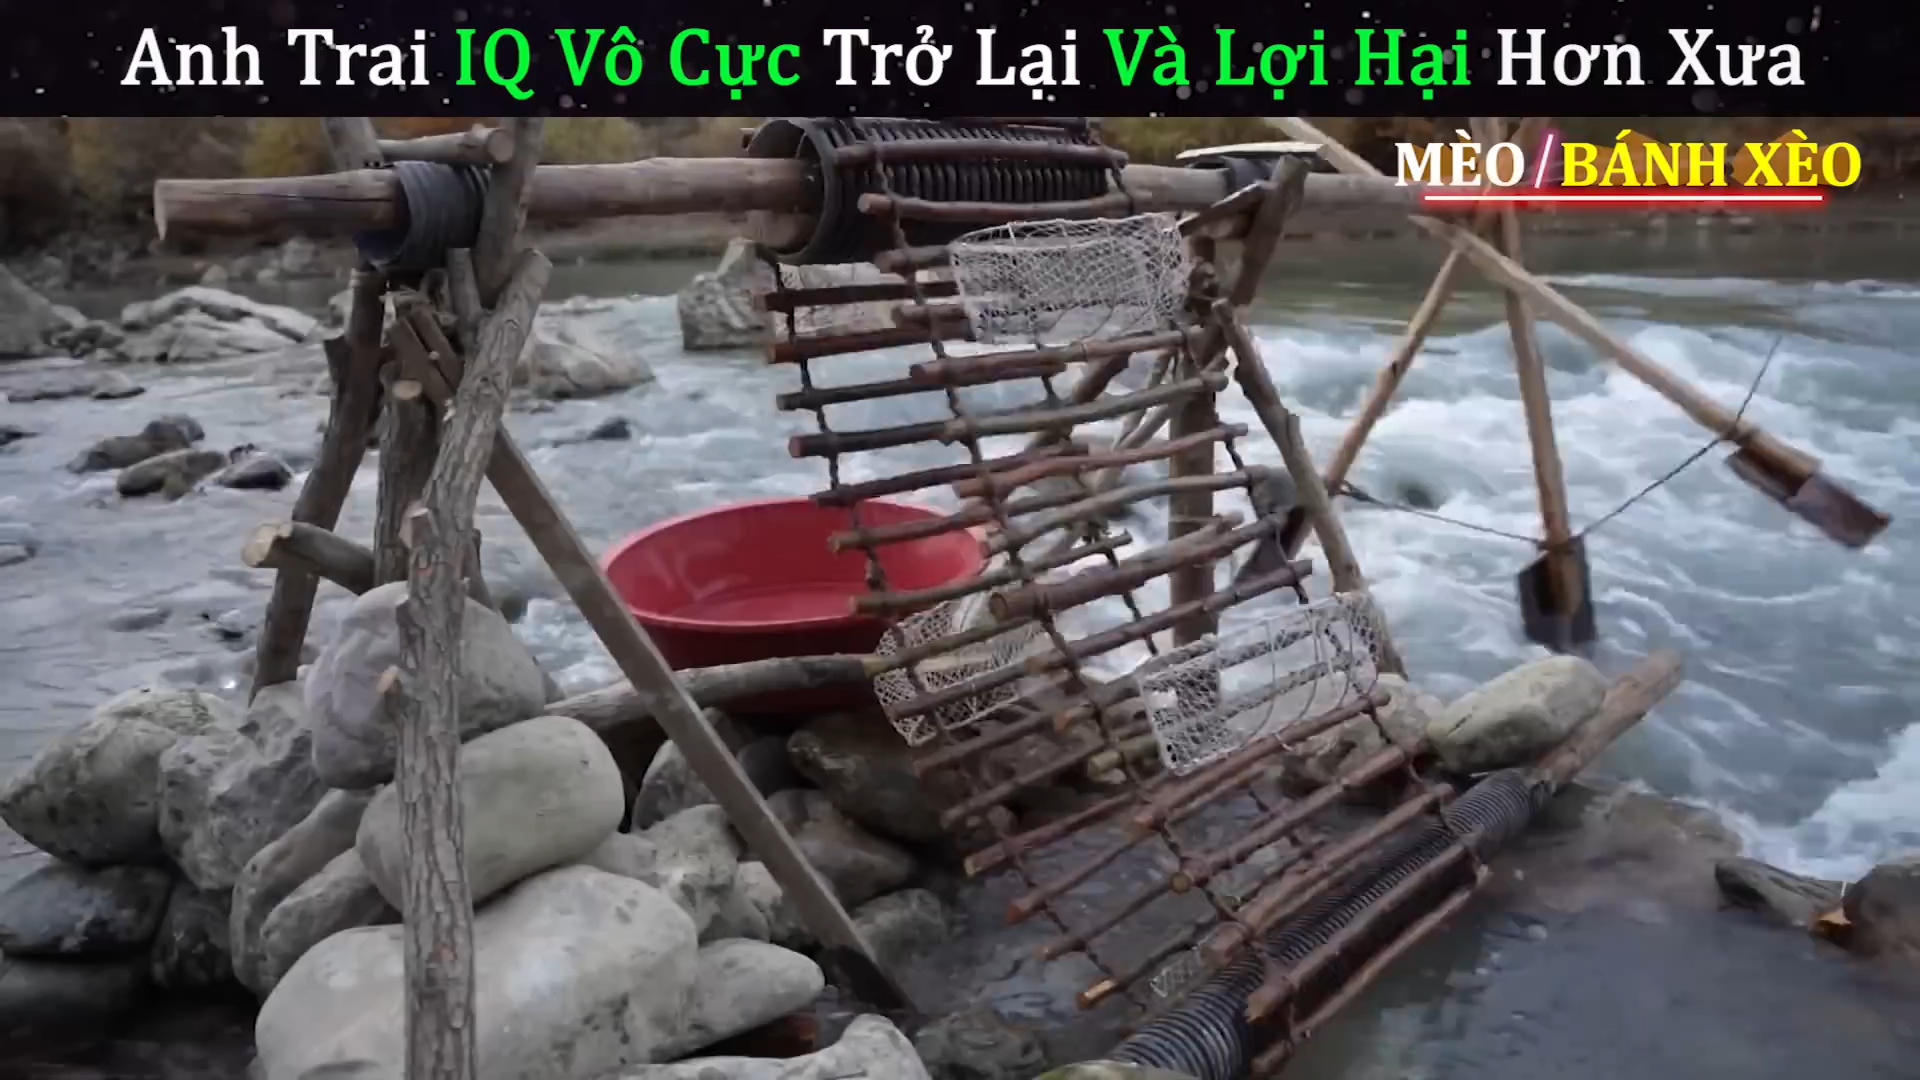 Anh Trai IQ Vô Cực Trở Lại Và Lợi Hại Hơn Xưa
MÈO/BÁNH XÈO